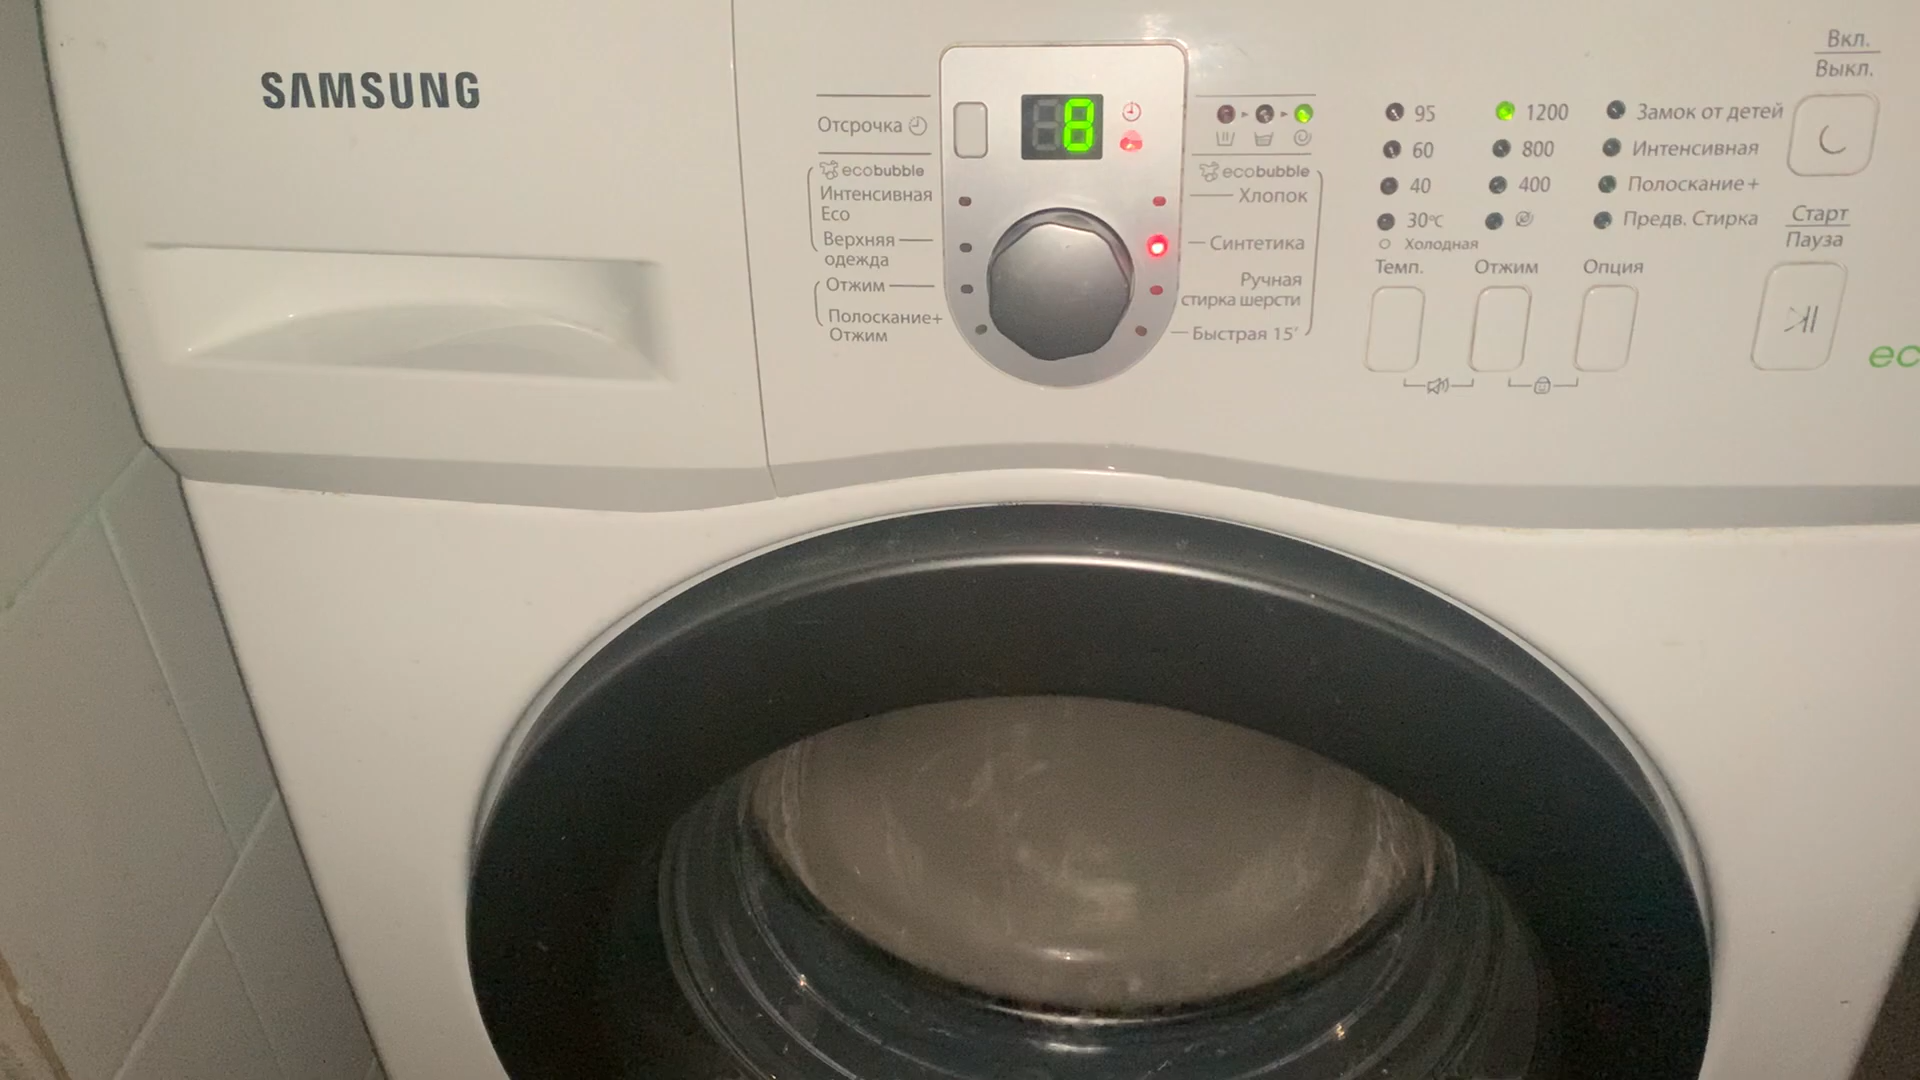 SAMSUNG
Отсрочка
8
ecobubble
Интенсивная
Eco
Верхняя
одежда
Отжим
Полоскание+
Отжим
ecobubble
Хлопок
Синтетика
Ручная
стирка шерсти
Быстрая 15'
95
60
40
30°C
Холодная
Темп.
1200
800
400
Отжим
Замок от детей
Интенсивная
Полоскание+
Предв. Стирка
Опция
Вкл.
Выкл.
Старт
Пауза
ec